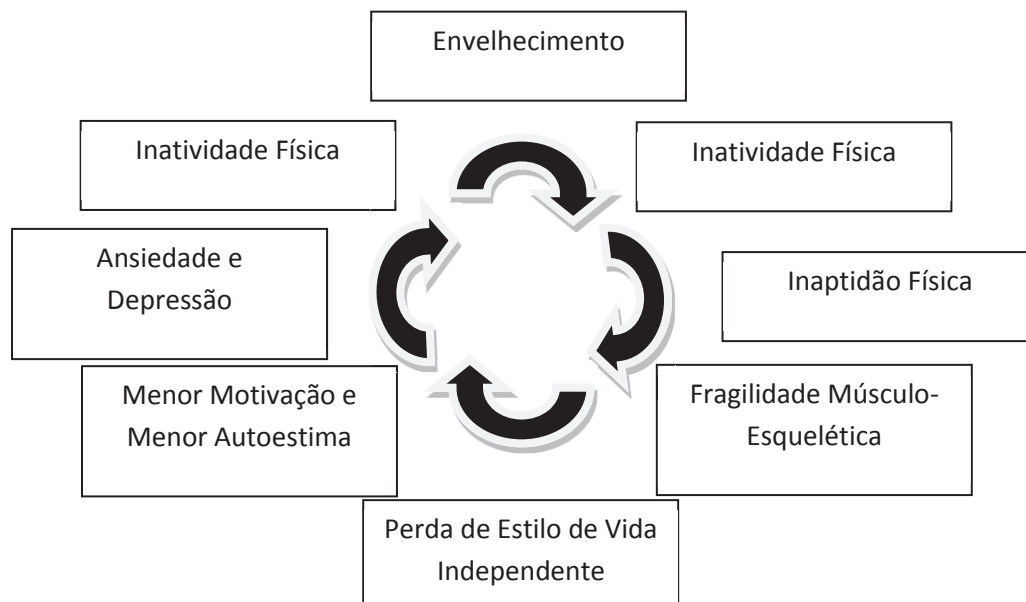 Envelhecimento
Inatividade Física
Inatividade Física
Ansiedade e
Depressão
Inaptidão Física
Menor Motivação e
Menor Autoestima
Fragilidade Músculo-
Esquelética
Perda de Estilo de Vida
Independente